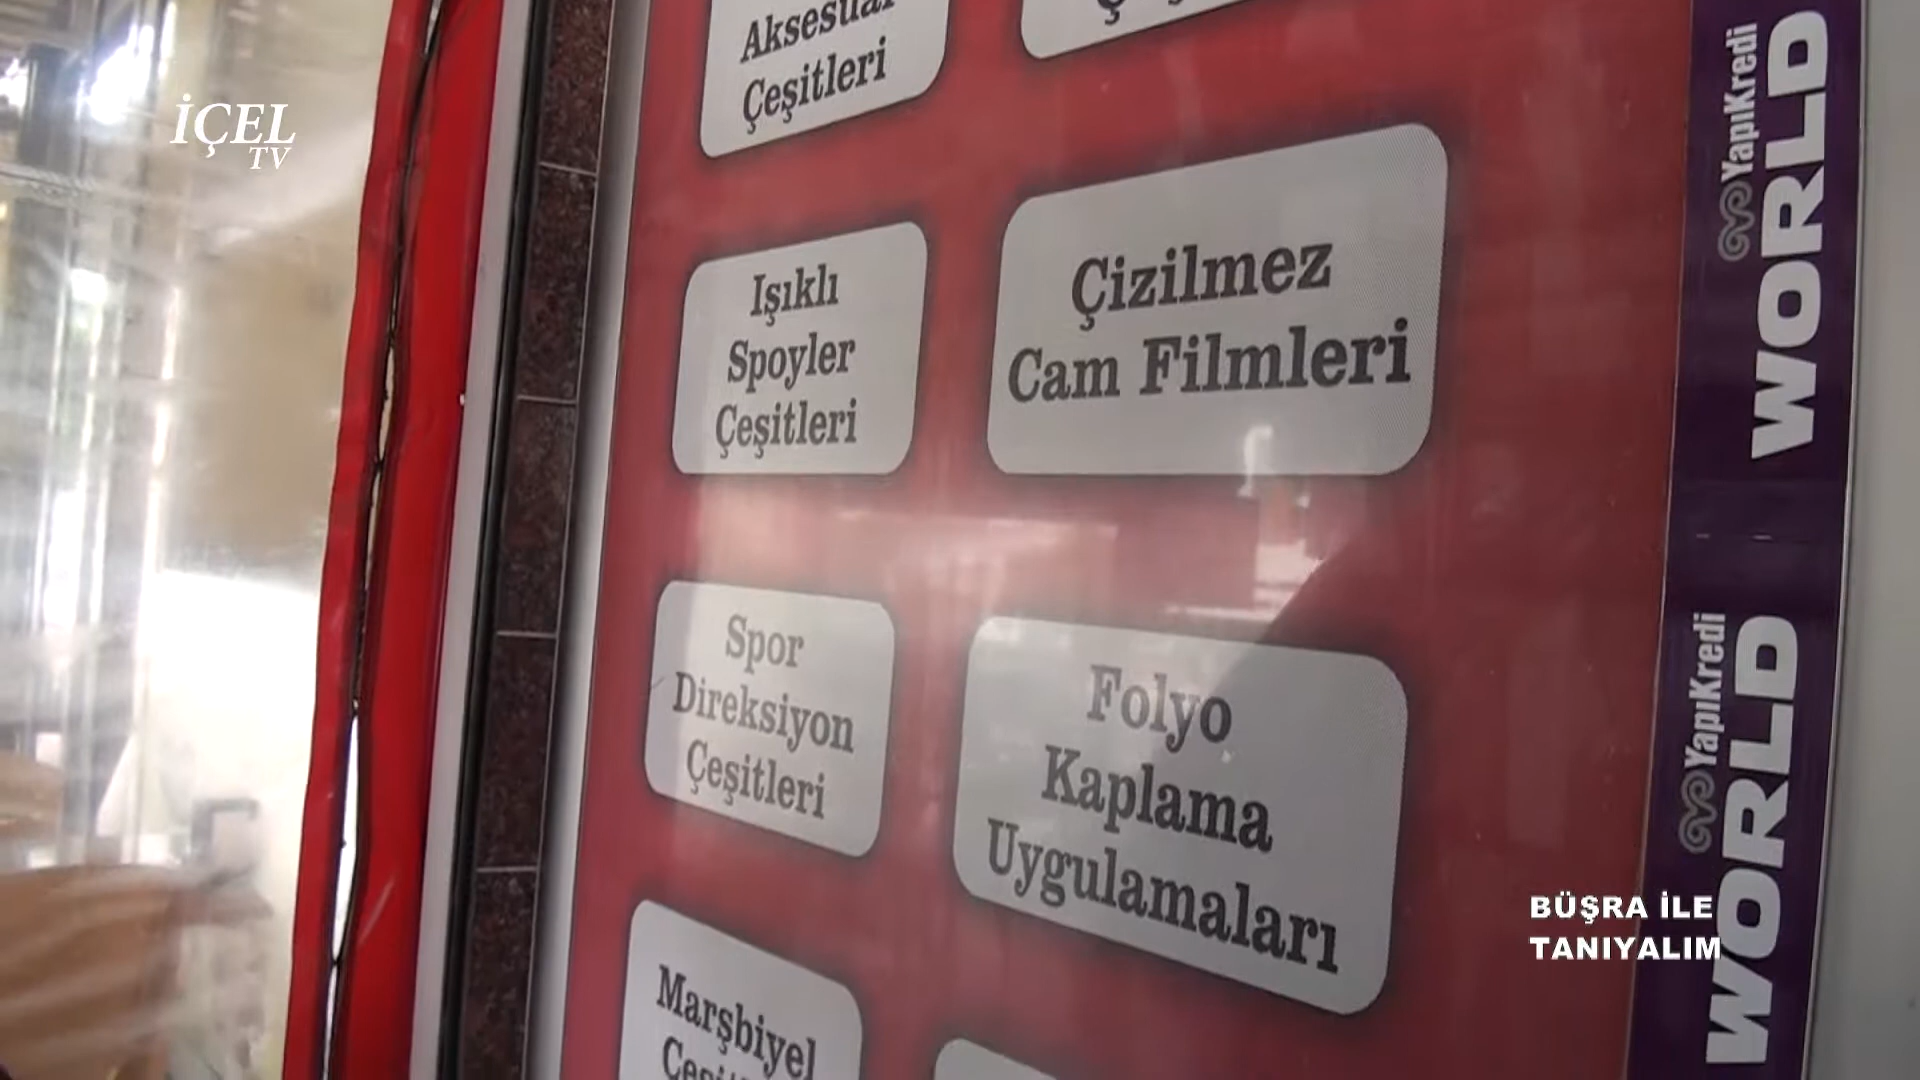 İÇEL
TV
Aksesuar
Çeşitleri
Işıklı
Spoyler
Çeşitleri
Çizilmez
Cam Filmleri
Spor
Direksiyon
Çeşitleri
Folyo
Kaplama
Uygulamaları
Marşbiyel
YapıKredi
WORLD
YapıKredi
WORLD
BÜŞRA İLE
TANIYALIM